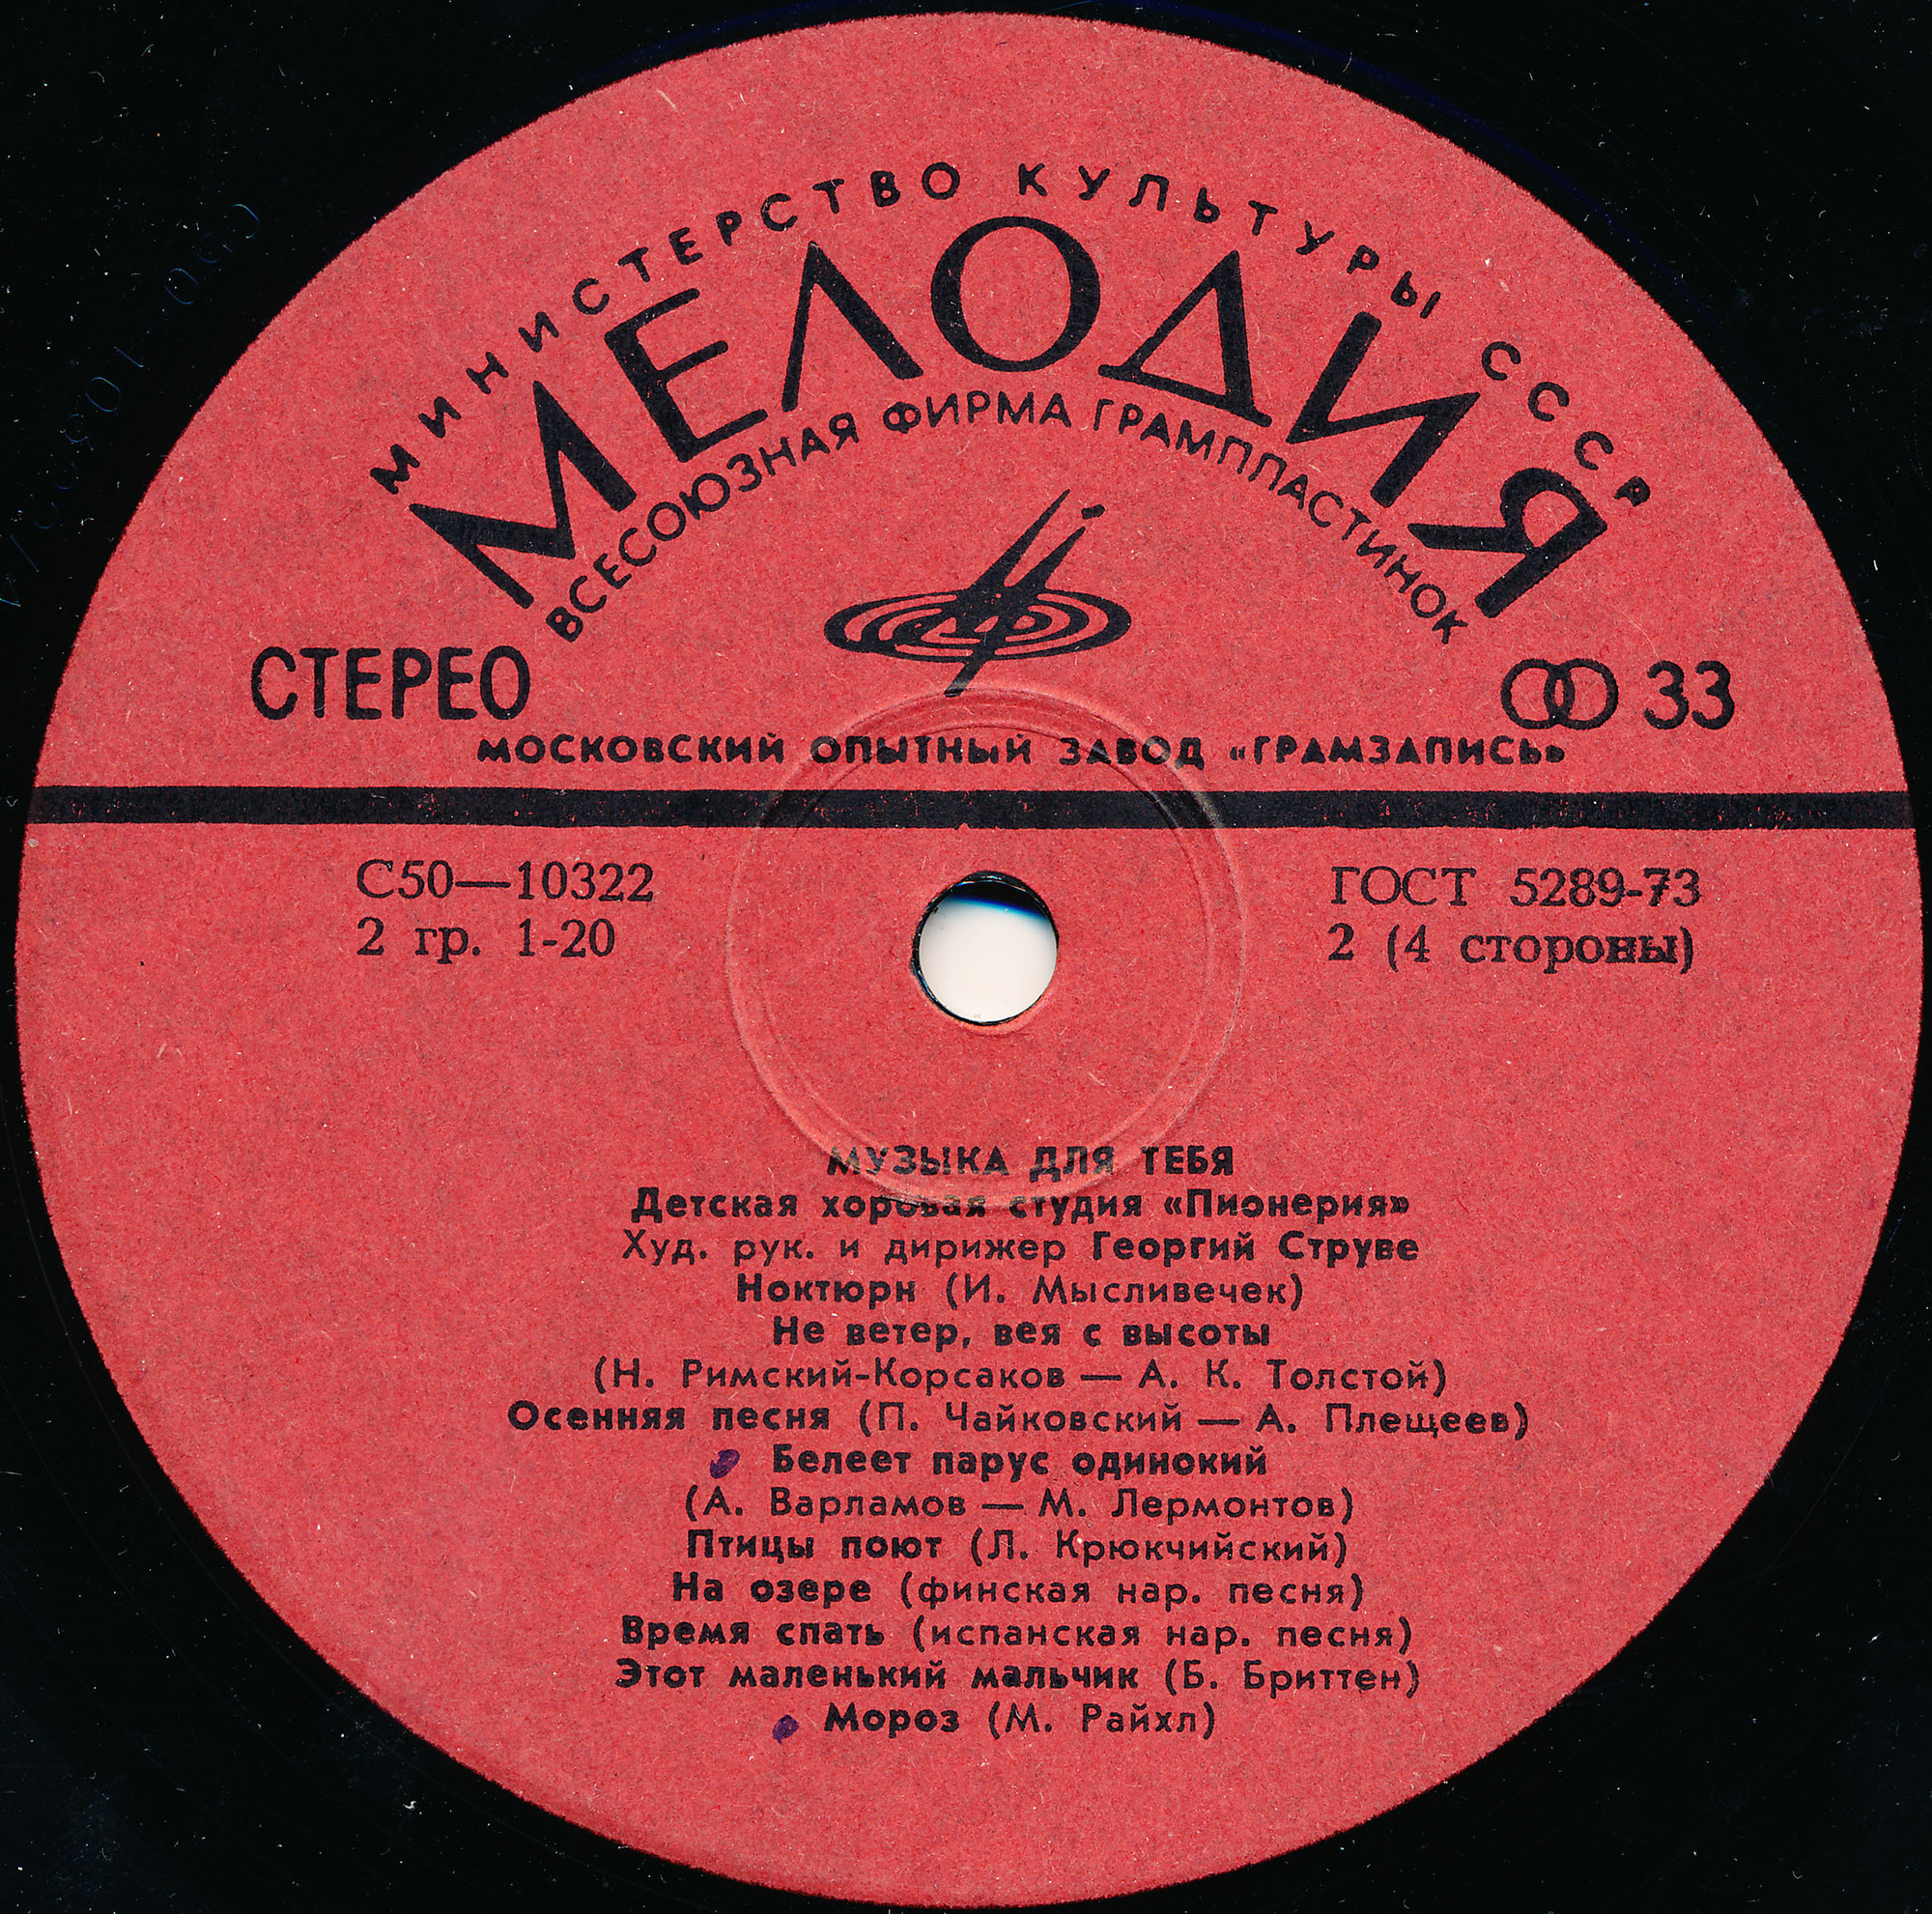 МИНИСТЕРСТВО КУЛЬТУРЫ СССР
МЕЛОДИЯ
ВСЕСОЮЗНАЯ ФИРМА ГРАМПЛАСТИНОК
СТЕРЕО
33
МОСКОВСКИЙ ОПЫТНЫЙ ЗАВОД «ГРАМЗАПИСЬ»
С50—10322
ГОСТ 5289-73
2 гр. 1-20
2 (4 стороны)
МУЗЫКА ДЛЯ ТЕБЯ
Детская хоровая студия «Пионерия»
Худ. рук. и дирижер Георгий Струве
Ноктюрн (И. Мысливечек)
Не ветер, вея с высоты
(Н. Римский-Корсаков — А. К. Толстой)
Осенняя песня (П. Чайковский — А. Плещеев)
Белеет парус одинокий
(А. Варламов — М. Лермонтов)
Птицы поют (Л. Крюкчийский)
На озере (финская нар. песня)
Время спать (испанская нар. песня)
Этот маленький мальчик (Б. Бриттен)
Мороз (М. Райхл)